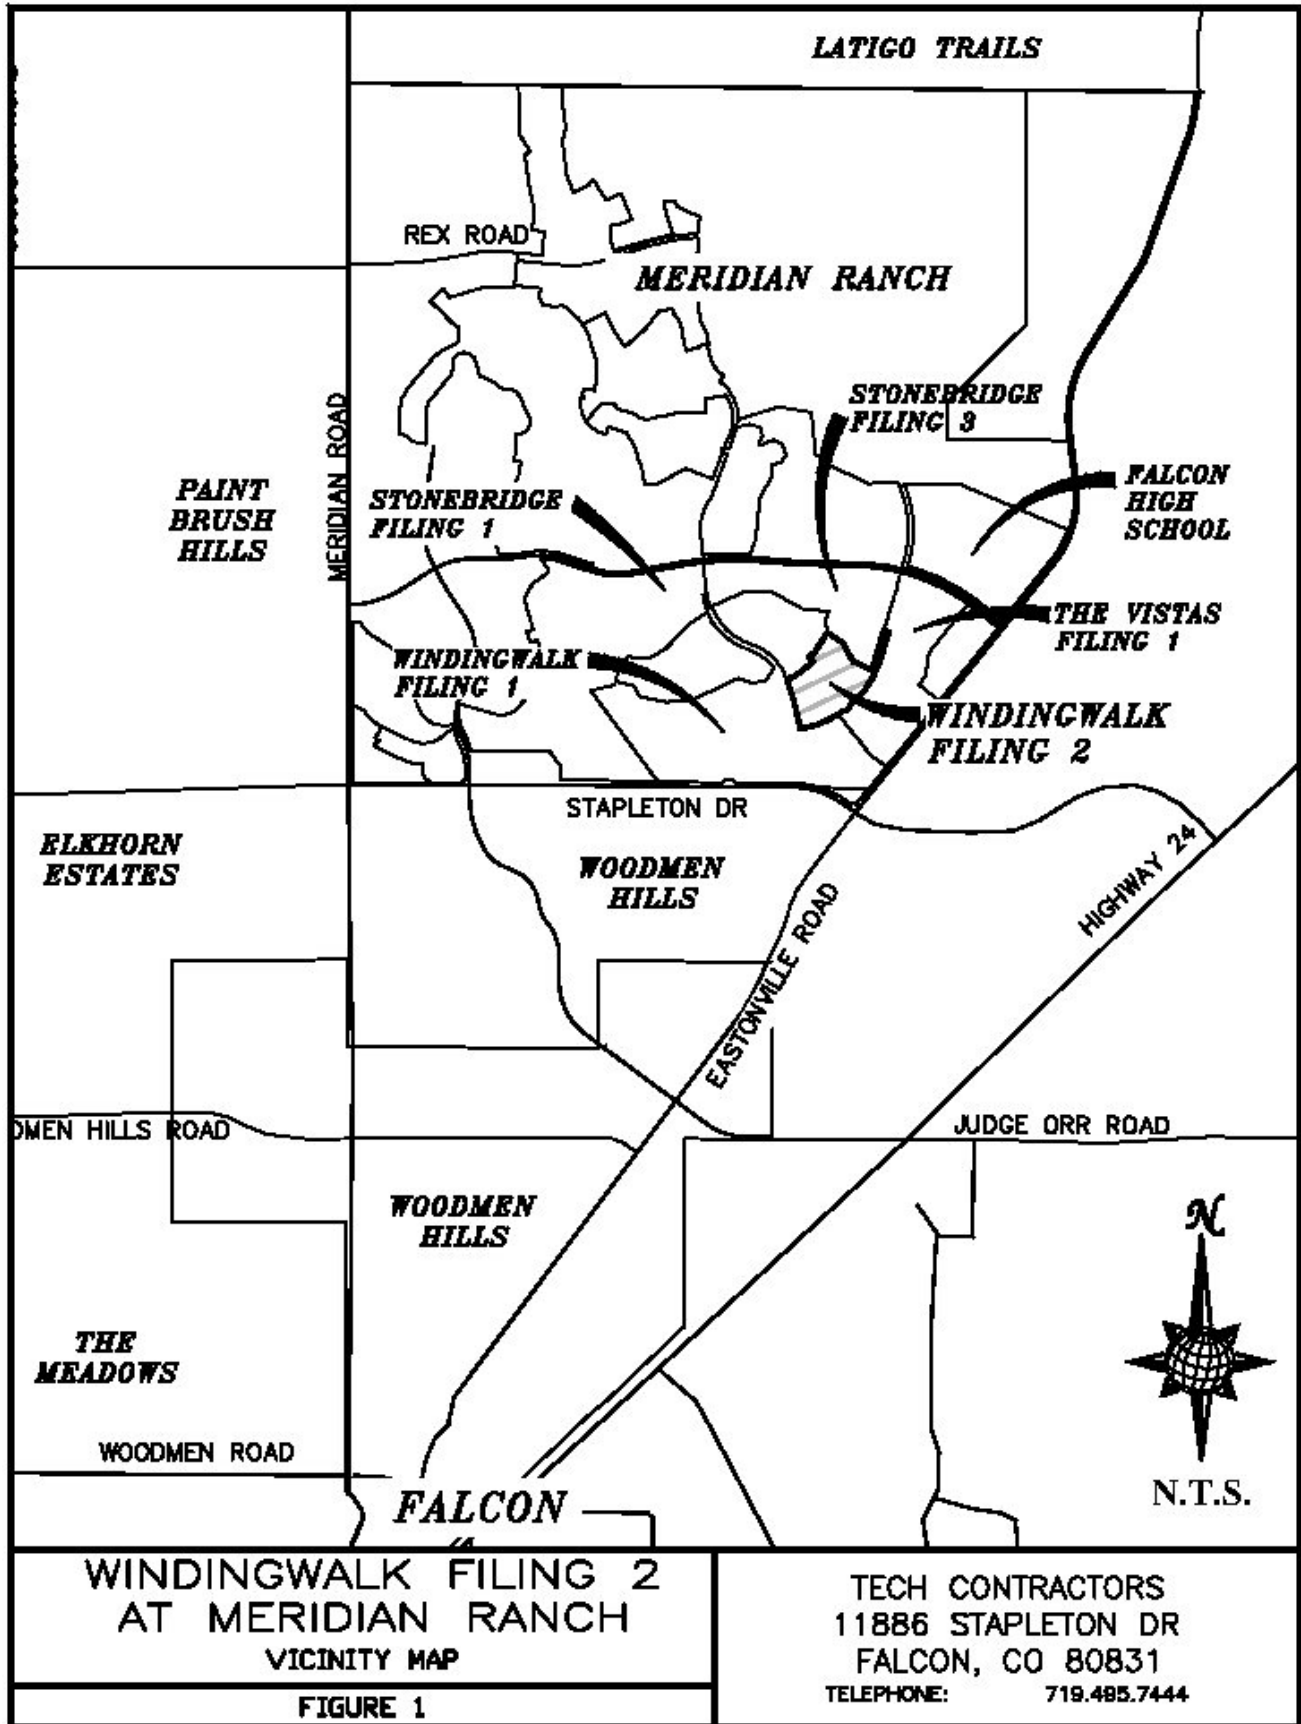 LATIGO TRAILS
REX ROAD
MERIDIAN RANCH
MERIDIAN ROAD
STONEBRIDGE
FILING 3
PAINT
BRUSH
HILLS
STONEBRIDGE
FILING 1
FALCON
HIGH
SCHOOL
THE VISTAS
FILING 1
WINDINGWALK
FILING 1
WINDINGWALK
FILING 2
STAPLETON DR
ELKHORN
ESTATES
WOODMEN
HILLS
HIGHWAY 24
EASTONVILLE ROAD
OMEN HILLS ROAD
JUDGE ORR ROAD
WOODMEN
HILLS
N
THE
MEADOWS
WOODMEN ROAD
FALCON
N.T.S.
WINDINGWALK FILING 2
AT MERIDIAN RANCH
VICINITY MAP
FIGURE 1
TECH CONTRACTORS
11886 STAPLETON DR
FALCON, CO 80831
TELEPHONE: 719.495.7444